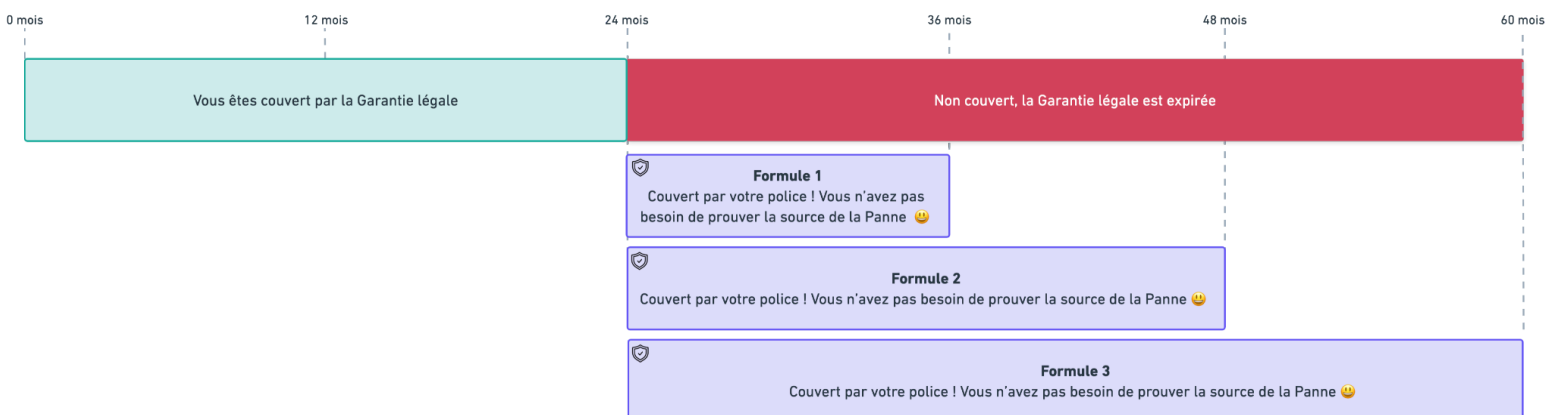 0 mois 12 mois 24 mois 36 mois 48 mois 60 mois
Vous êtes couvert par la Garantie légale
Non couvert, la Garantie légale est expirée
Formule 1
Couvert par votre police ! Vous n’avez pas
besoin de prouver la source de la Panne 😃
Formule 2
Couvert par votre police ! Vous n’avez pas besoin de prouver la source de la Panne 😃
Formule 3
Couvert par votre police ! Vous n’avez pas besoin de prouver la source de la Panne 😃